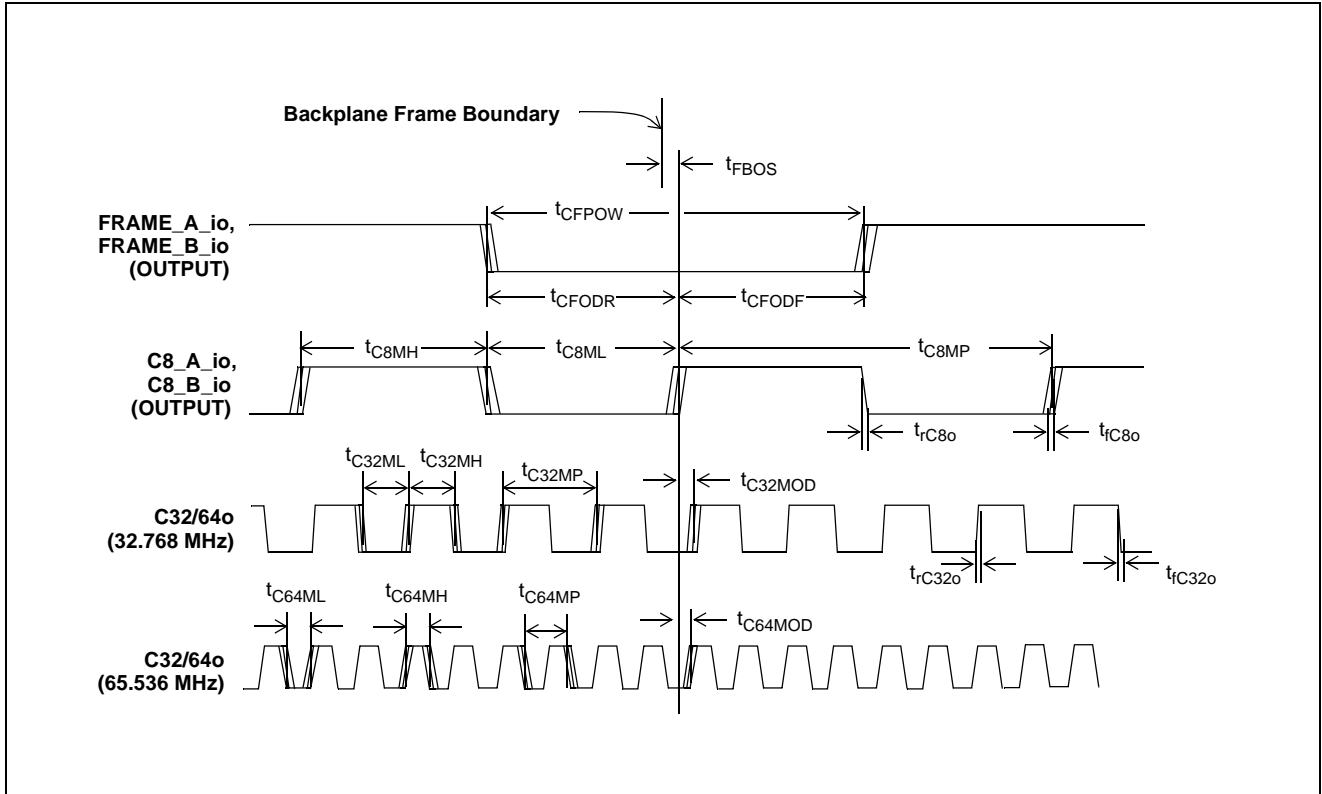 Backplane Frame Boundary
tFBOS
tCFPOW
FRAME_A_io,
FRAME_B_io
(OUTPUT)
tCFODR
tCFODF
tC8MH
tC8ML
tC8MP
C8_A_io,
C8_B_io
(OUTPUT)
trC8o
tfC8o
tC32ML
tC32MH
tC32MP
tC32MOD
C32/64o
(32.768 MHz)
trC32o
tfC32o
tC64ML
tC64MH
tC64MP
tC64MOD
C32/64o
(65.536 MHz)